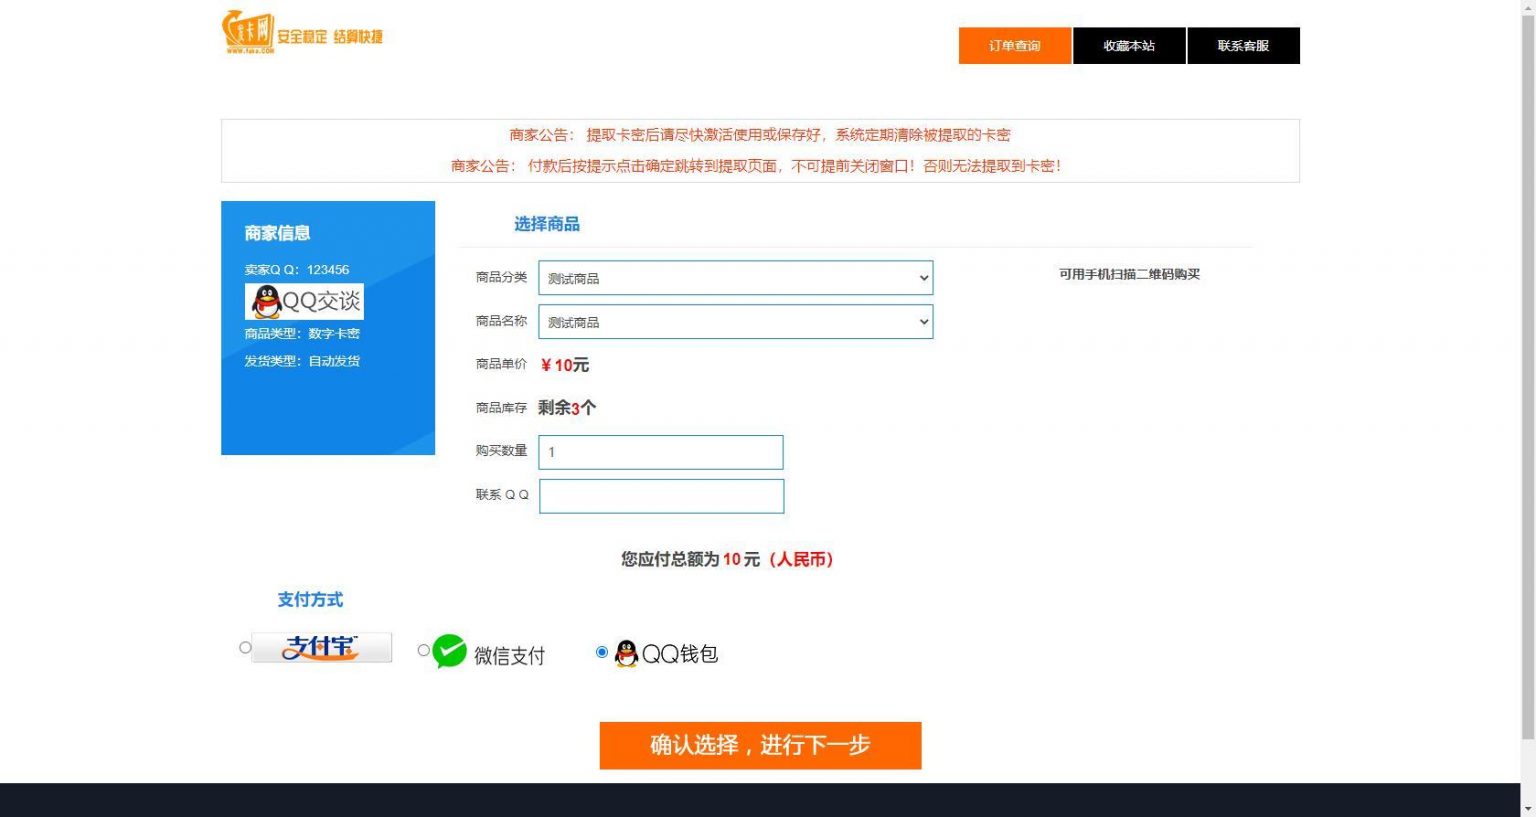 发卡网 安全稳定 结算快捷
订单查询 收藏本站 联系客服
商家公告： 提取卡密后请尽快激活使用或保存好，系统定期清除被提取的卡密
商家公告： 付款后按提示点击确定跳转到提取页面，不可提前关闭窗口！否则无法提取到卡密！
商家信息
卖家Q Q：123456
QQ交谈
商品类型：数字卡密
发货类型：自动发货
选择商品
商品分类 测试商品
可用手机扫描二维码购买
商品名称 测试商品
商品单价 ￥10元
商品库存 剩余3个
购买数量 1
联系 Q Q
您应付总额为 10 元（人民币）
支付方式
支付宝 微信支付 QQ钱包
确认选择，进行下一步